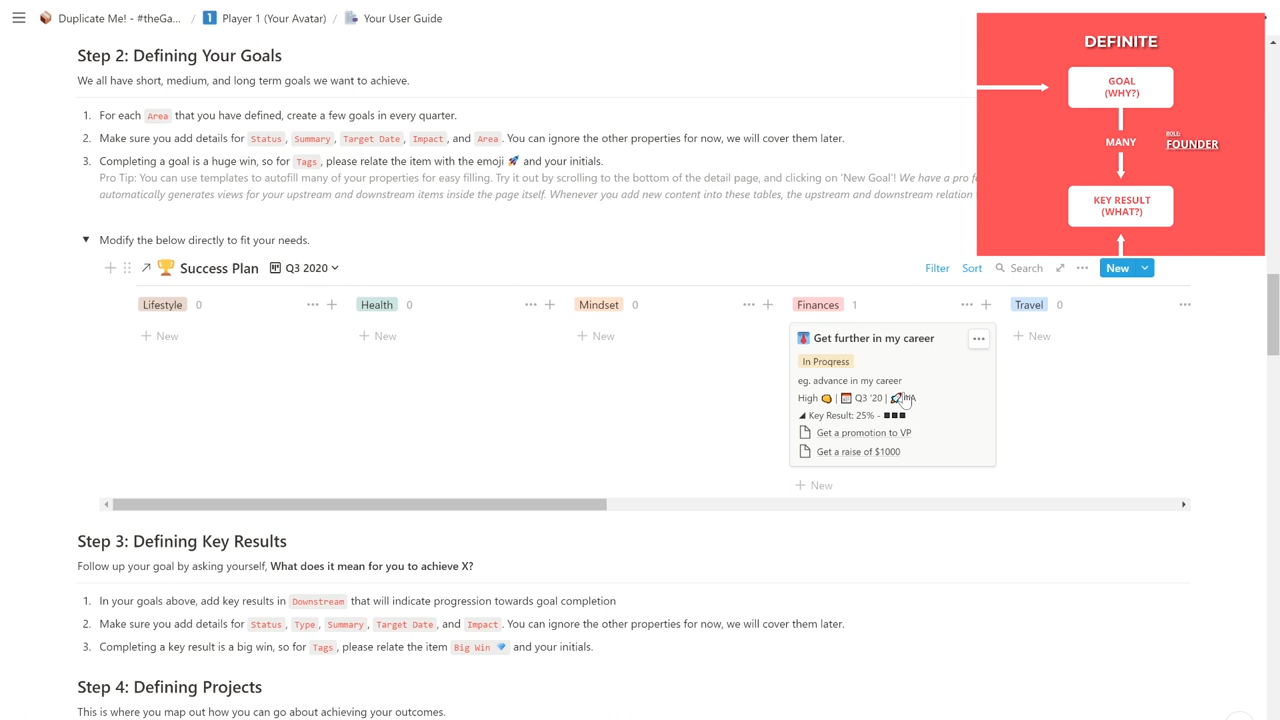 Duplicate Me! - #theGa... / 1 Player 1 (Your Avatar) / Your User Guide
DEFINITE
GOAL
(WHY?)
MANY
ROLE:
FOUNDER
KEY RESULT
(WHAT?)
Step 2: Defining Your Goals
We all have short, medium, and long term goals we want to achieve.
1. For each Area that you have defined, create a few goals in every quarter.
2. Make sure you add details for Status, Summary, Target Date, Impact, and Area. You can ignore the other properties for now, we will cover them later.
3. Completing a goal is a huge win, so for Tags, please relate the item with the emoji 🚀 and your initials.
Pro Tip: You can use templates to autofill many of your properties for easy filling. Try it out by scrolling to the bottom of the detail page, and clicking on 'New Goal'! We have a pro
automatically generates views for your upstream and downstream items inside the page itself. Whenever you add new content into these tables, the upstream and downstream relation
Modify the below directly to fit your needs.
Success Plan Q3 2020
Filter Sort Search New
Lifestyle 0 Health 0 Mindset 0 Finances 1 Travel 0
+ New + New + New + New
Get further in my career
In Progress
eg. advance in my career
High 👊 | 📅 Q3 '20 | 🚀
◢ Key Result: 25% - ◾◾◾
Get a promotion to VP
Get a raise of $1000
+ New
Step 3: Defining Key Results
Follow up your goal by asking yourself, What does it mean for you to achieve X?
1. In your goals above, add key results in Downstream that will indicate progression towards goal completion
2. Make sure you add details for Status, Type, Summary, Target Date, and Impact. You can ignore the other properties for now, we will cover them later.
3. Completing a key result is a big win, so for Tags, please relate the item Big Win 💎 and your initials.
Step 4: Defining Projects
This is where you map out how you can go about achieving your outcomes.